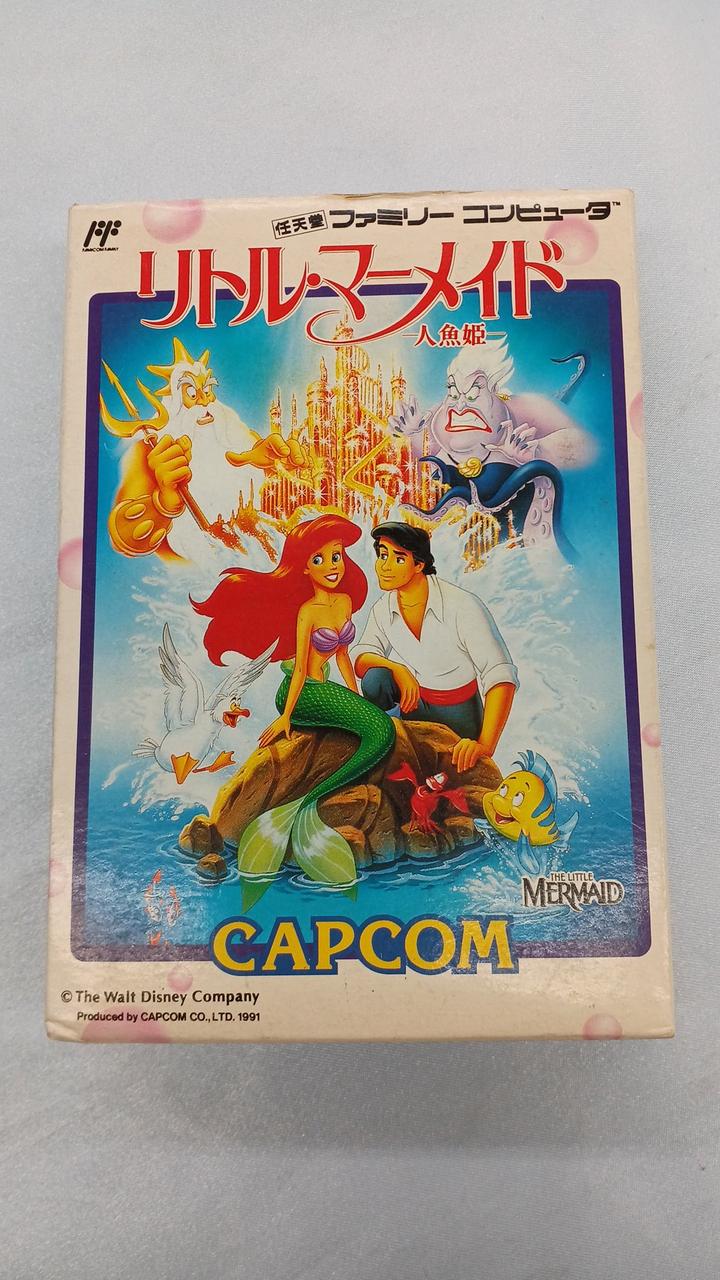 FAMICOM FAMILY
任天堂 ファミリー コンピュータ™
リトル・マーメイド
—人魚姫—
THE LITTLE
MERMAID
CAPCOM
© The Walt Disney Company
Produced by CAPCOM CO., LTD. 1991